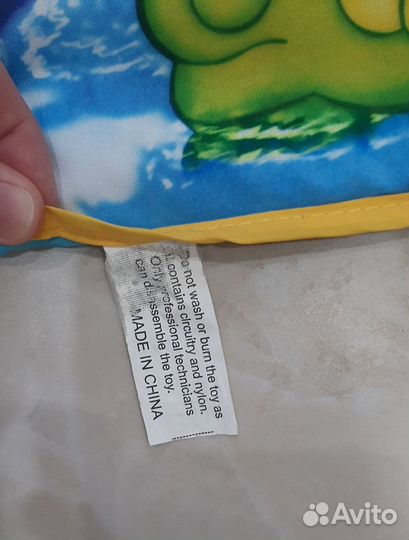 Do not wash or burn the toy as
it contains clrcuitry and nylon.
Only professional technicians
can disassemble the toy.
MADE IN CHINA
Avito